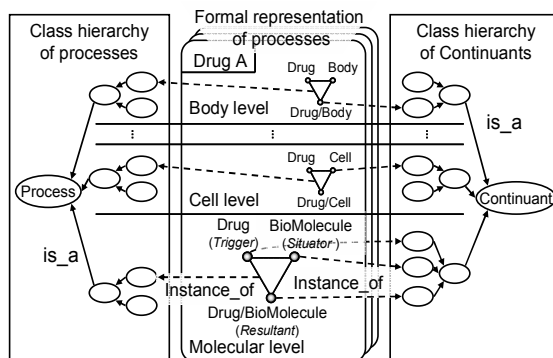 Class hierarchy
of processes
Formal representation
of processes
Class hierarchy
of Continuants
Drug A
Drug Body
Drug/Body
Body level
is_a
Drug Cell
Drug/Cell
Process
Continuant
Cell level
Drug BioMolecule
(Trigger) (Situator)
is_a
Instance_of Instance_of
Drug/BioMolecule
(Resultant)
Molecular level